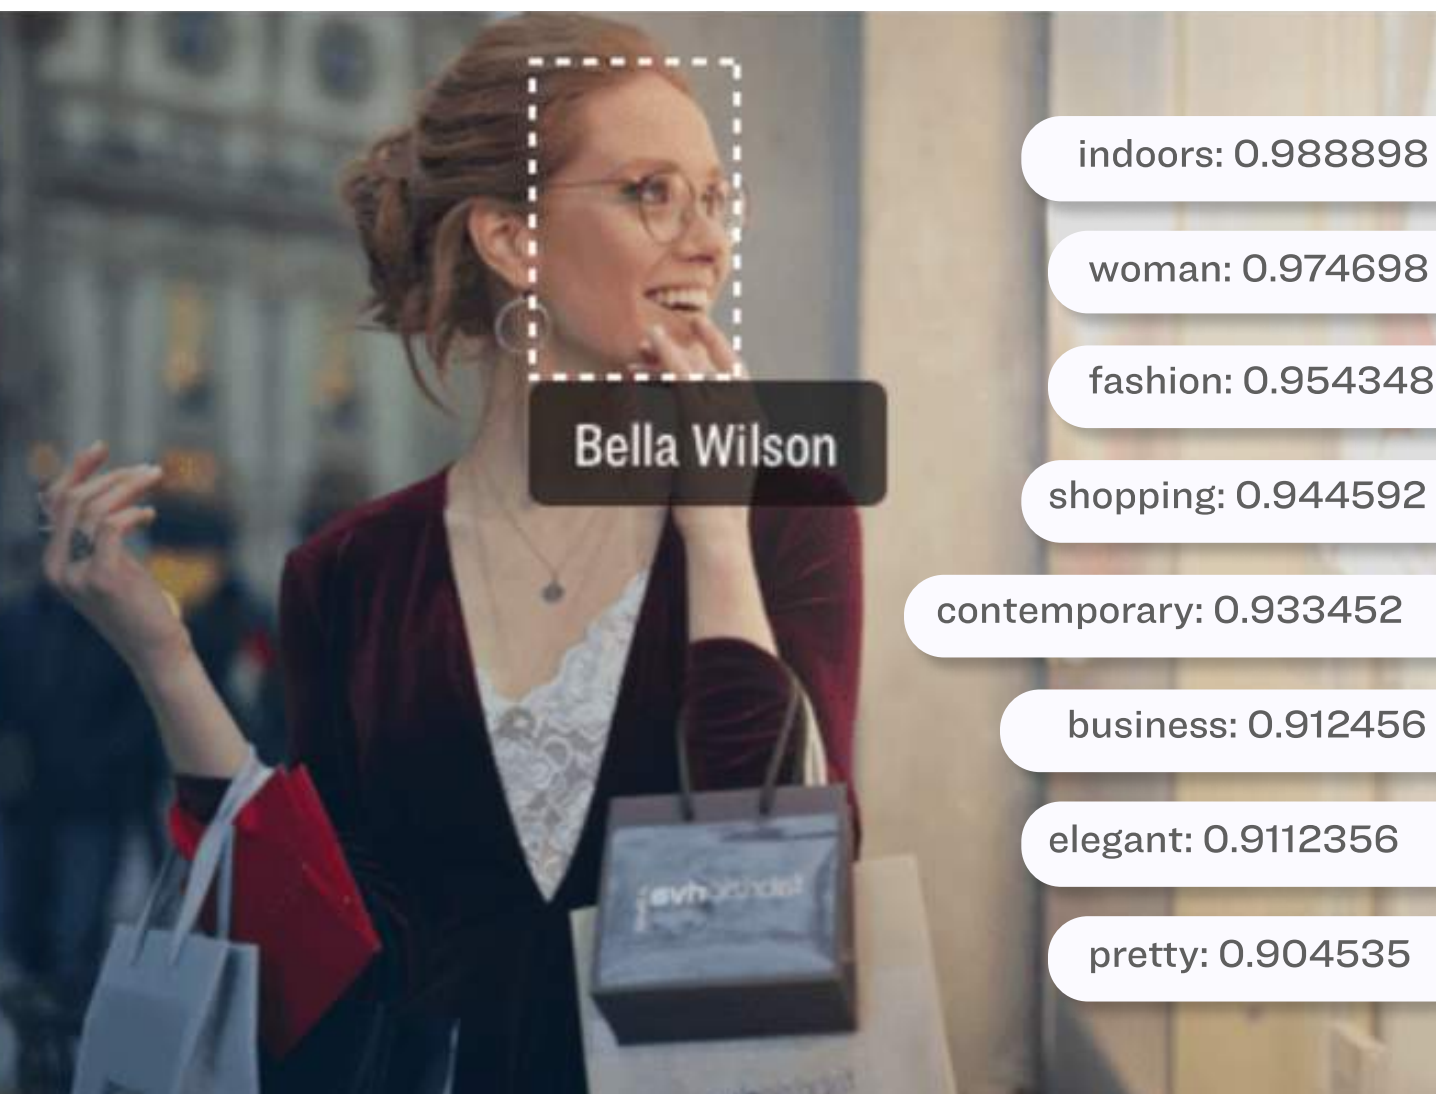 indoors: 0.988898
woman: 0.974698
fashion: 0.954348
Bella Wilson
shopping: 0.944592
contemporary: 0.933452
business: 0.912456
elegant: 0.9112356
pretty: 0.904535